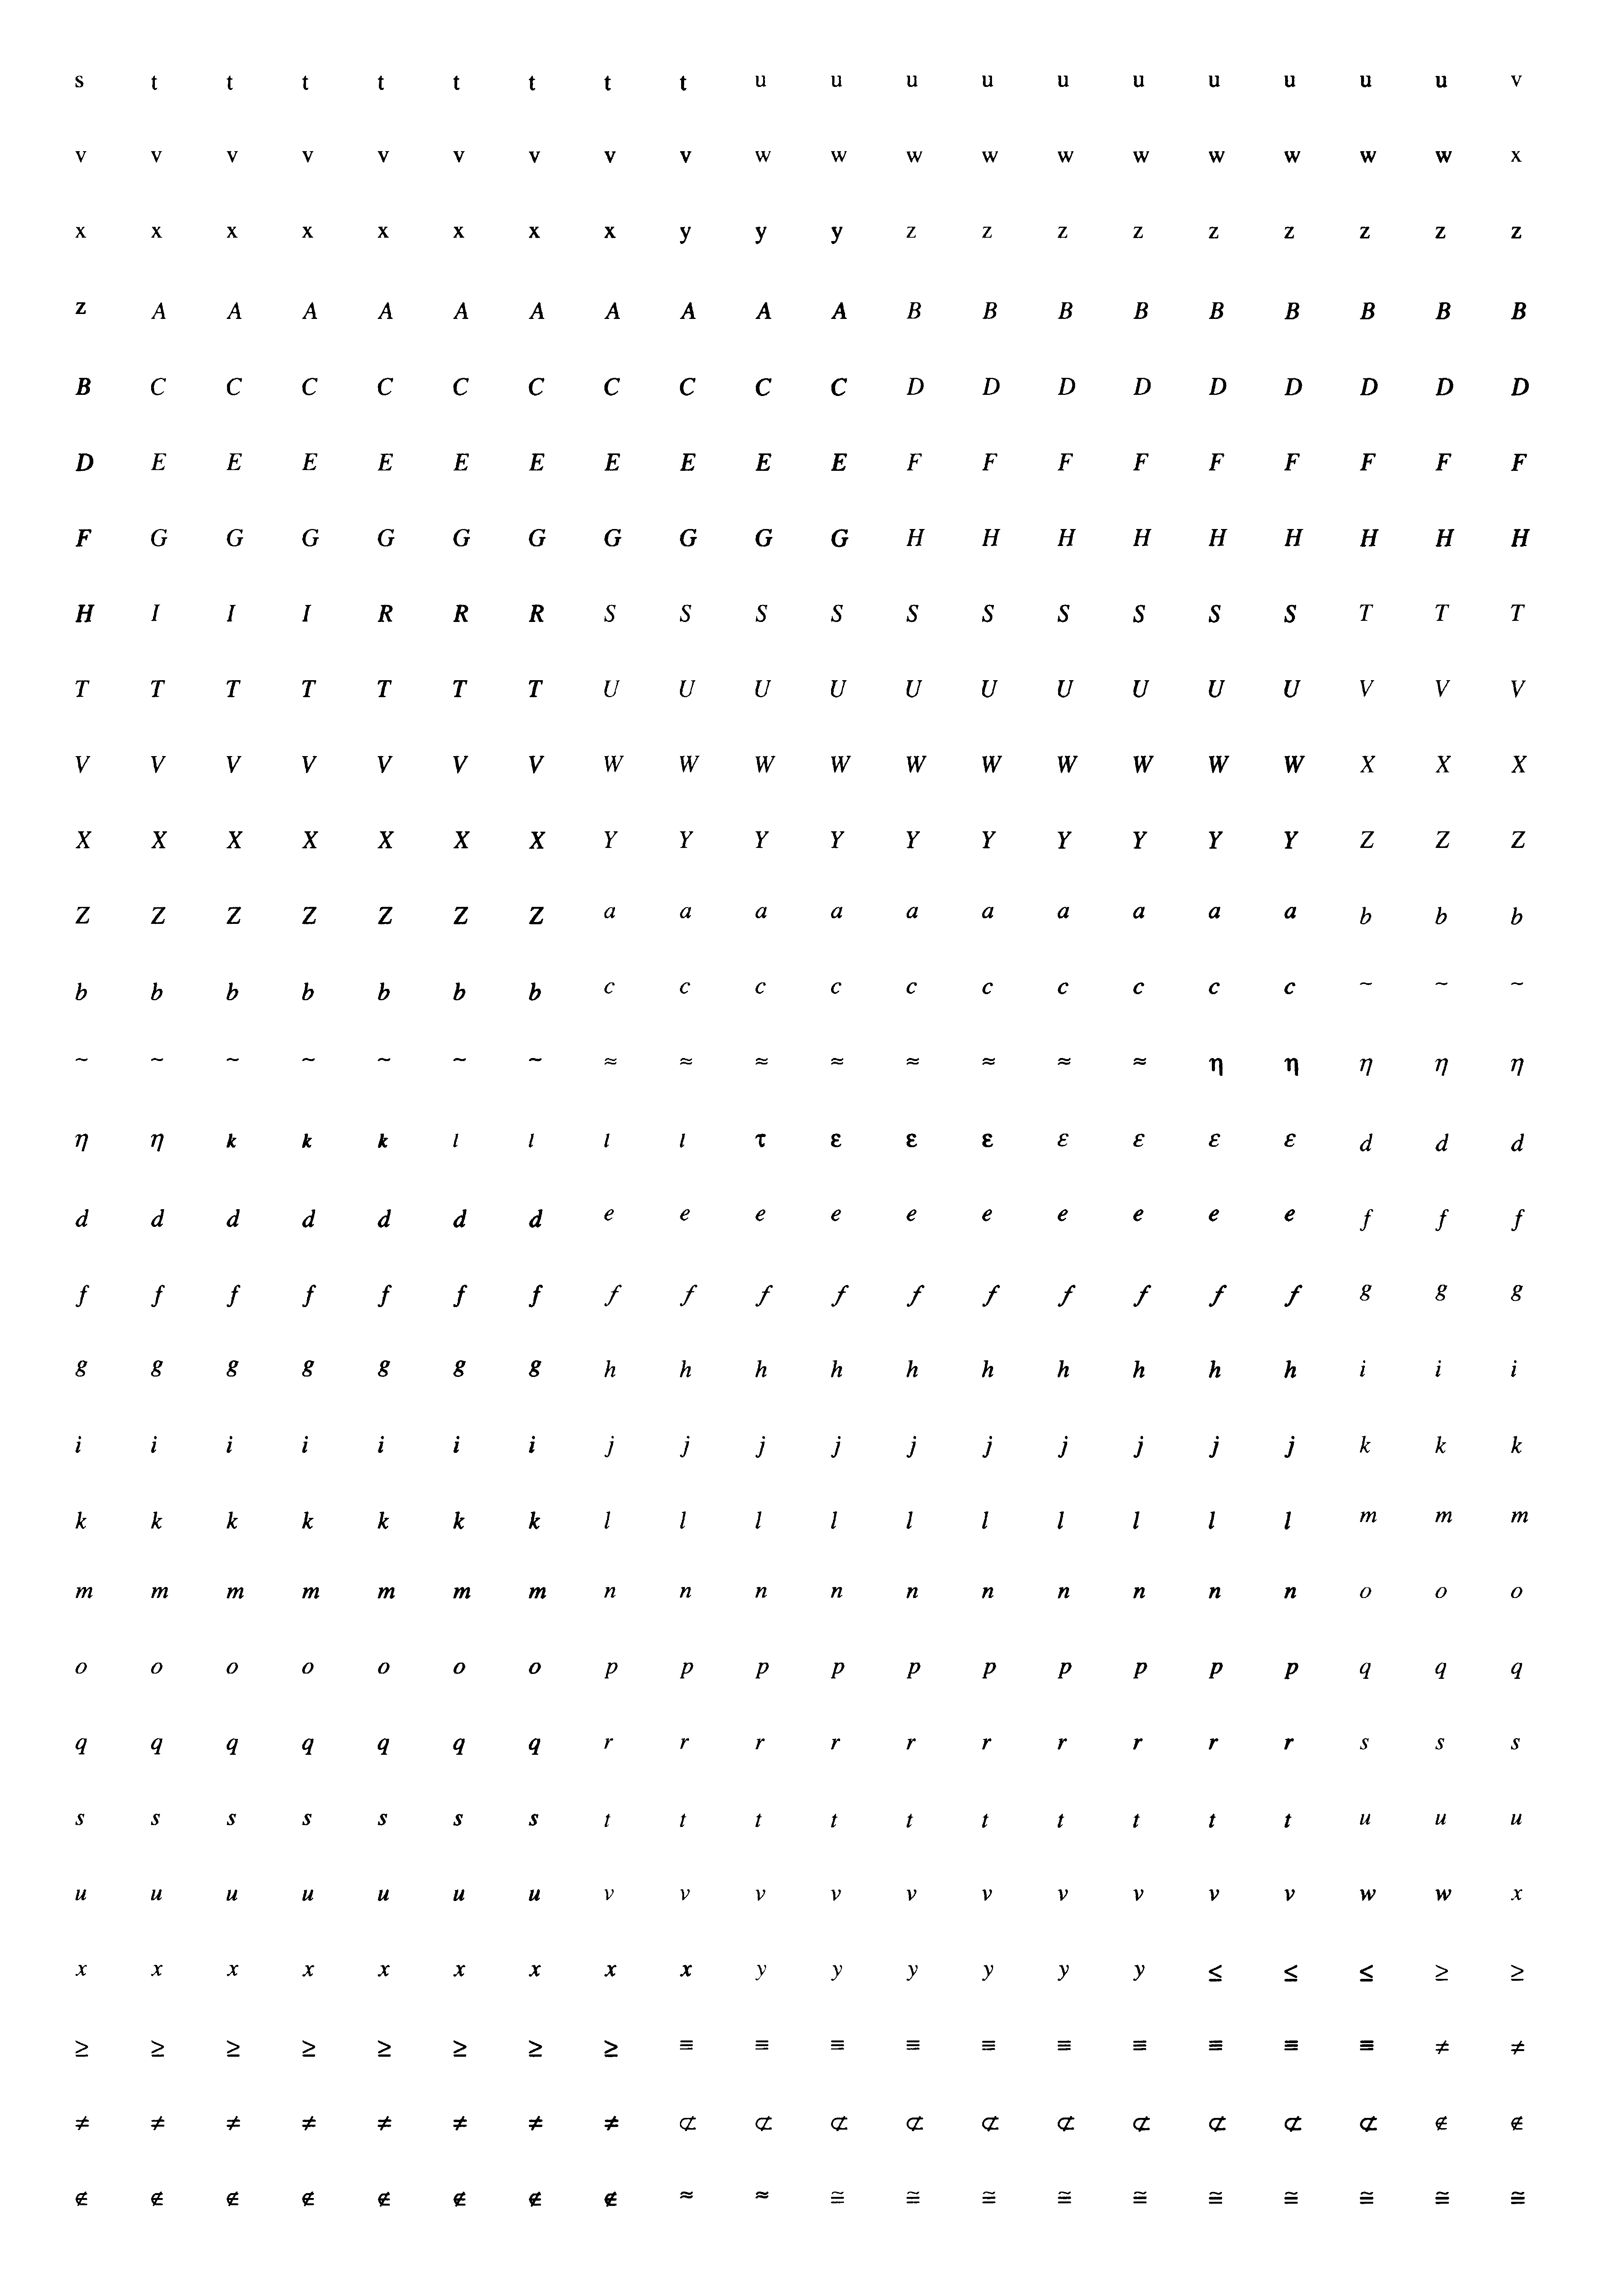 s t t t t t t t t u u u u u u u u u u v
v v v v v v v v v w w w w w w w w w w x
x x x x x x x x y y y z z z z z z z z z
z A A A A A A A A A A B B B B B B B B B
B C C C C C C C C C C D D D D D D D D D
D E E E E E E E E E E F F F F F F F F F
F G G G G G G G G G G H H H H H H H H H
H I I I R R R S S S S S S S S S S T T T
T T T T T T T U U U U U U U U U U V V V
V V V V V V V W W W W W W W W W W X X X
X X X X X X X Y Y Y Y Y Y Y Y Y Y Z Z Z
Z Z Z Z Z Z Z a a a a a a a a a a b b b
b b b b b b b c c c c c c c c c c ~ ~ ~
~ ~ ~ ~ ~ ~ ~ ≈ ≈ ≈ ≈ ≈ ≈ ≈ ≈ η η η η η
η η k k k l l l l τ ε ε ε ε ε ε ε d d d
d d d d d d d e e e e e e e e e e f f f
f f f f f f f f f f f f f f f f f g g g
g g g g g g g h h h h h h h h h h i i i
i i i i i i i j j j j j j j j j j k k k
k k k k k k k l l l l l l l l l l m m m
m m m m m m m n n n n n n n n n n o o o
o o o o o o o p p p p p p p p p p q q q
q q q q q q q r r r r r r r r r r s s s
s s s s s s s t t t t t t t t t t u u u
u u u u u u u v v v v v v v v v v w w x
x x x x x x x x x y y y y y y ≤ ≤ ≤ ≥ ≥
≥ ≥ ≥ ≥ ≥ ≥ ≥ ≥ ≡ ≡ ≡ ≡ ≡ ≡ ≡ ≡ ≡ ≡ ≠ ≠
≠ ≠ ≠ ≠ ≠ ≠ ≠ ≠ ⊄ ⊄ ⊄ ⊄ ⊄ ⊄ ⊄ ⊄ ⊄ ⊄ ∉ ∉
∉ ∉ ∉ ∉ ∉ ∉ ∉ ∉ ≈ ≈ ≅ ≅ ≅ ≅ ≅ ≅ ≅ ≅ ≅ ≅